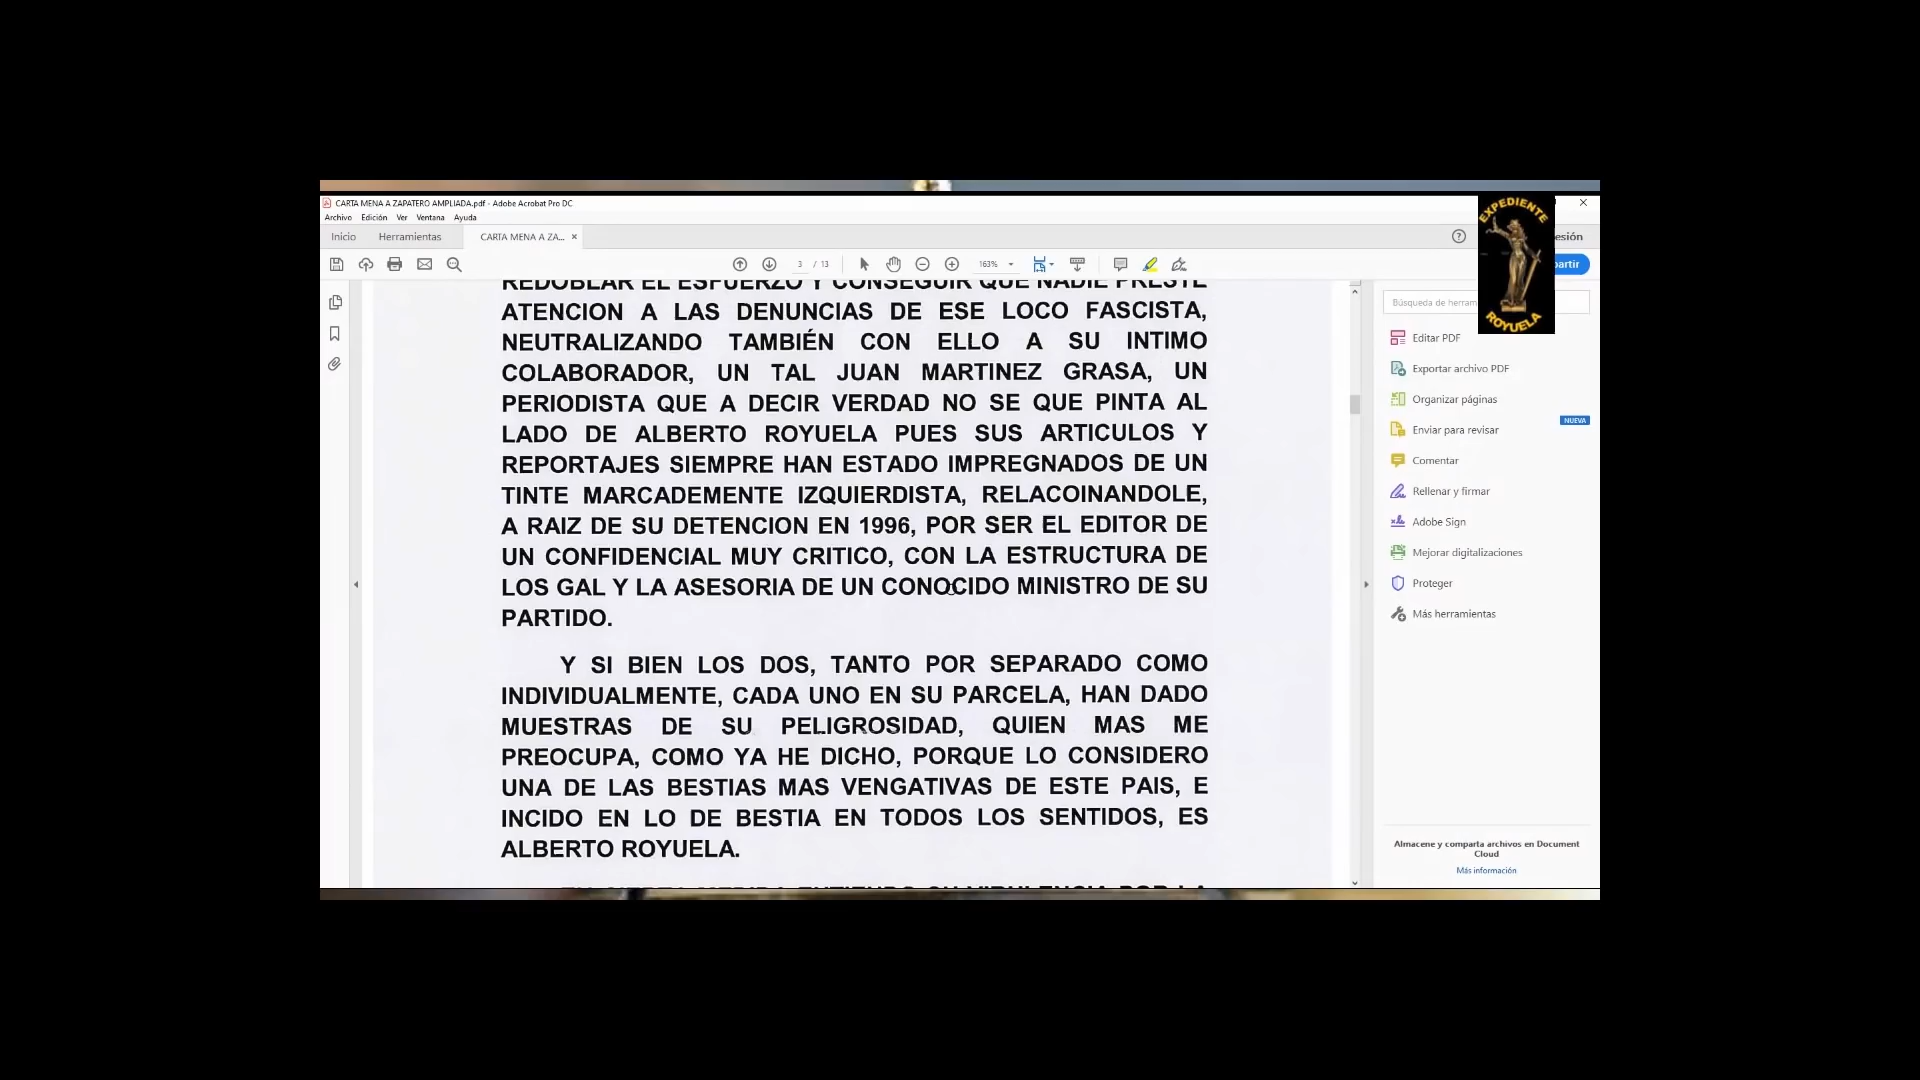 CARTA MENA A ZAPATERO AMPLIADA.pdf - Adobe Acrobat Pro DC
Archivo Edición Ver Ventana Ayuda
Inicio Herramientas CARTA MENA A ZA... ×
esión
3 / 13 163%
artir
EXPEDIENTE
ROYUELA
REDOBLAR EL ESFUERZO Y CONSEGUIR QUE NADIE PRESTE
ATENCION A LAS DENUNCIAS DE ESE LOCO FASCISTA,
NEUTRALIZANDO TAMBIÉN CON ELLO A SU INTIMO
COLABORADOR, UN TAL JUAN MARTINEZ GRASA, UN
PERIODISTA QUE A DECIR VERDAD NO SE QUE PINTA AL
LADO DE ALBERTO ROYUELA PUES SUS ARTICULOS Y
REPORTAJES SIEMPRE HAN ESTADO IMPREGNADOS DE UN
TINTE MARCADEMENTE IZQUIERDISTA, RELACOINANDOLE,
A RAIZ DE SU DETENCION EN 1996, POR SER EL EDITOR DE
UN CONFIDENCIAL MUY CRITICO, CON LA ESTRUCTURA DE
LOS GAL Y LA ASESORIA DE UN CONOCIDO MINISTRO DE SU
PARTIDO.
Y SI BIEN LOS DOS, TANTO POR SEPARADO COMO
INDIVIDUALMENTE, CADA UNO EN SU PARCELA, HAN DADO
MUESTRAS DE SU PELIGROSIDAD, QUIEN MAS ME
PREOCUPA, COMO YA HE DICHO, PORQUE LO CONSIDERO
UNA DE LAS BESTIAS MAS VENGATIVAS DE ESTE PAIS, E
INCIDO EN LO DE BESTIA EN TODOS LOS SENTIDOS, ES
ALBERTO ROYUELA.
Búsqueda de herram
Editar PDF
Exportar archivo PDF
Organizar páginas
Enviar para revisar
NUEVA
Comentar
Rellenar y firmar
Adobe Sign
Mejorar digitalizaciones
Proteger
Más herramientas
Almacene y comparta archivos en Document
Cloud
Más información